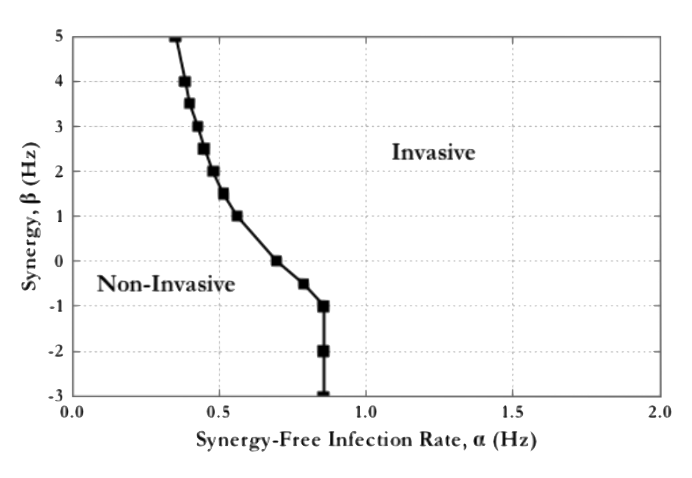 5
4
3
2
1
0
-1
-2
-3
Synergy, β (Hz)
Invasive
Non-Invasive
0.0 0.5 1.0 1.5 2.0
Synergy-Free Infection Rate, α (Hz)